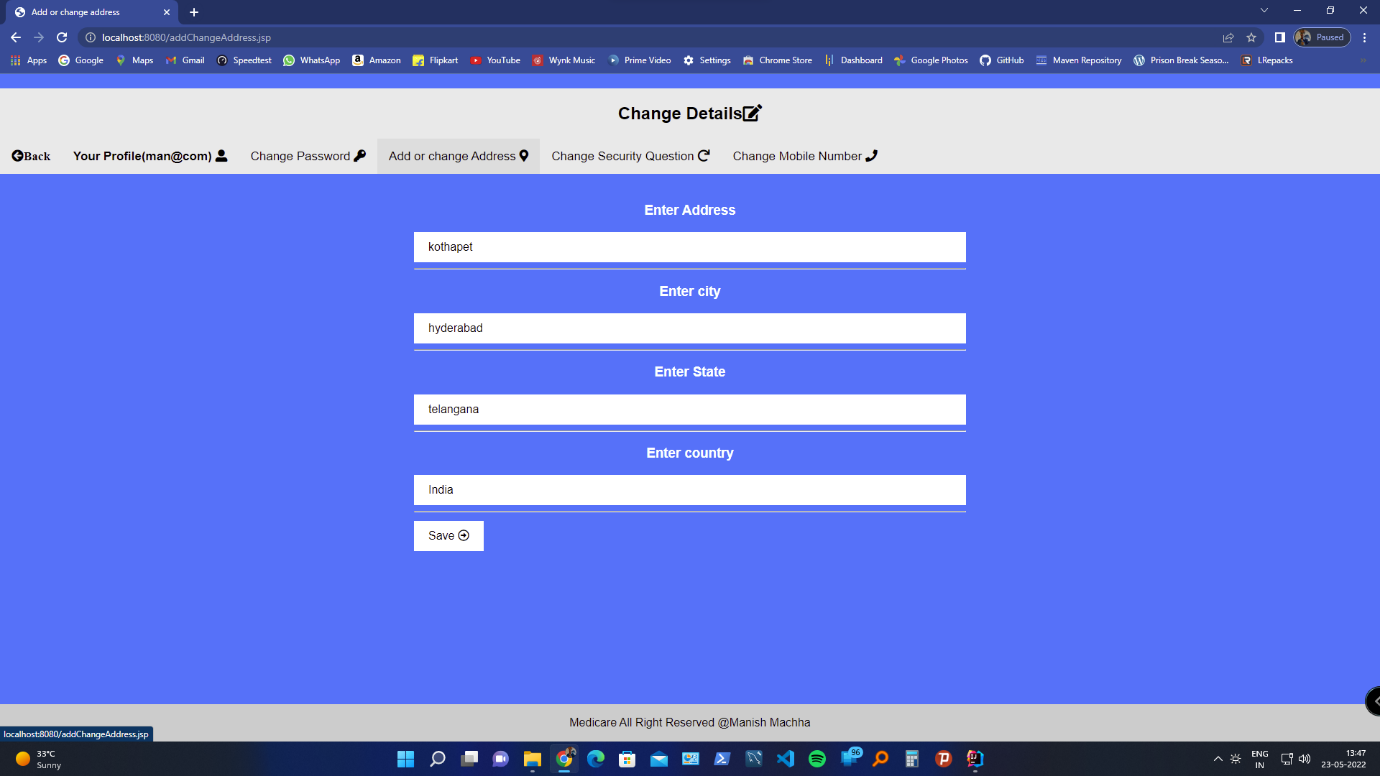 Add or change address
localhost:8080/addChangeAddress.jsp
Paused
Apps Google Maps Gmail Speedtest WhatsApp Amazon Flipkart YouTube Wynk Music Prime Video Settings Chrome Store Dashboard Google Photos GitHub Maven Repository Prison Break Seaso... LRepacks
Change Details
Back Your Profile(man@com) Change Password Add or change Address Change Security Question Change Mobile Number
Enter Address
kothapet
Enter city
hyderabad
Enter State
telangana
Enter country
India
Save
Medicare All Right Reserved @Manish Machha
localhost:8080/addChangeAddress.jsp
33°C
Sunny
96
ENG
IN
13:47
23-05-2022